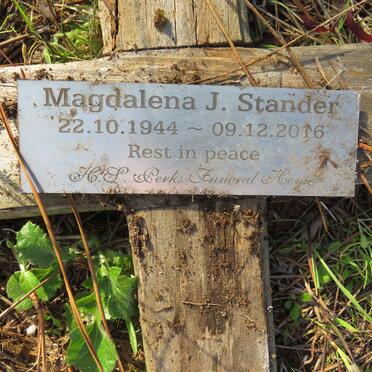 Magdalena J. Stander
22.10.1944 ~ 09.12.2016
Rest in peace
H.S. Perks Funeral Home